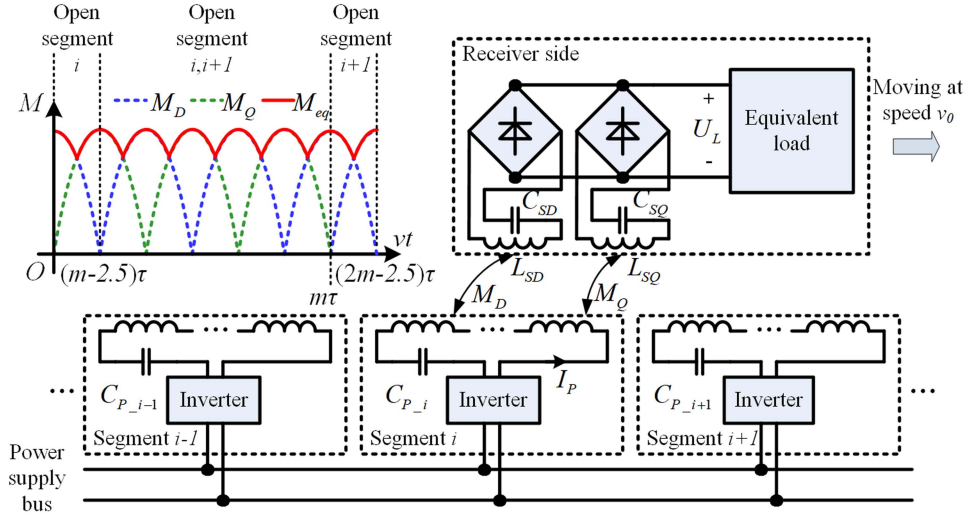 Open segment i
Open segment i,i+1
Open segment i+1
M
M_D M_Q M_eq
O
(m-2.5)τ
mτ
(2m-2.5)τ
vt
Receiver side
+
U_L
-
Equivalent load
Moving at speed v_0
C_SD
C_SQ
L_SD
L_SQ
M_D
M_Q
...
C_P_i-1
Inverter
Segment i-1
...
C_P_i
Inverter
I_P
Segment i
...
C_P_i+1
Inverter
Segment i+1
...
...
Power supply bus